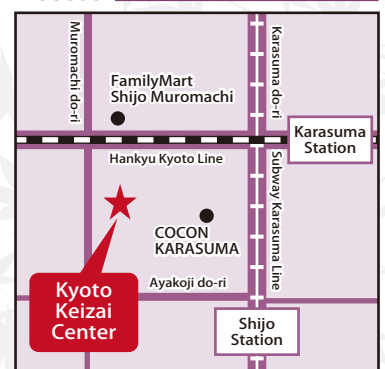 Muromachi do-ri
FamilyMart
Shijo Muromachi
Karasuma do-ri
Karasuma
Station
Hankyu Kyoto Line
Subway Karasuma Line
COCON
KARASUMA
Kyoto
Keizai
Center
Ayakoji do-ri
Shijo
Station